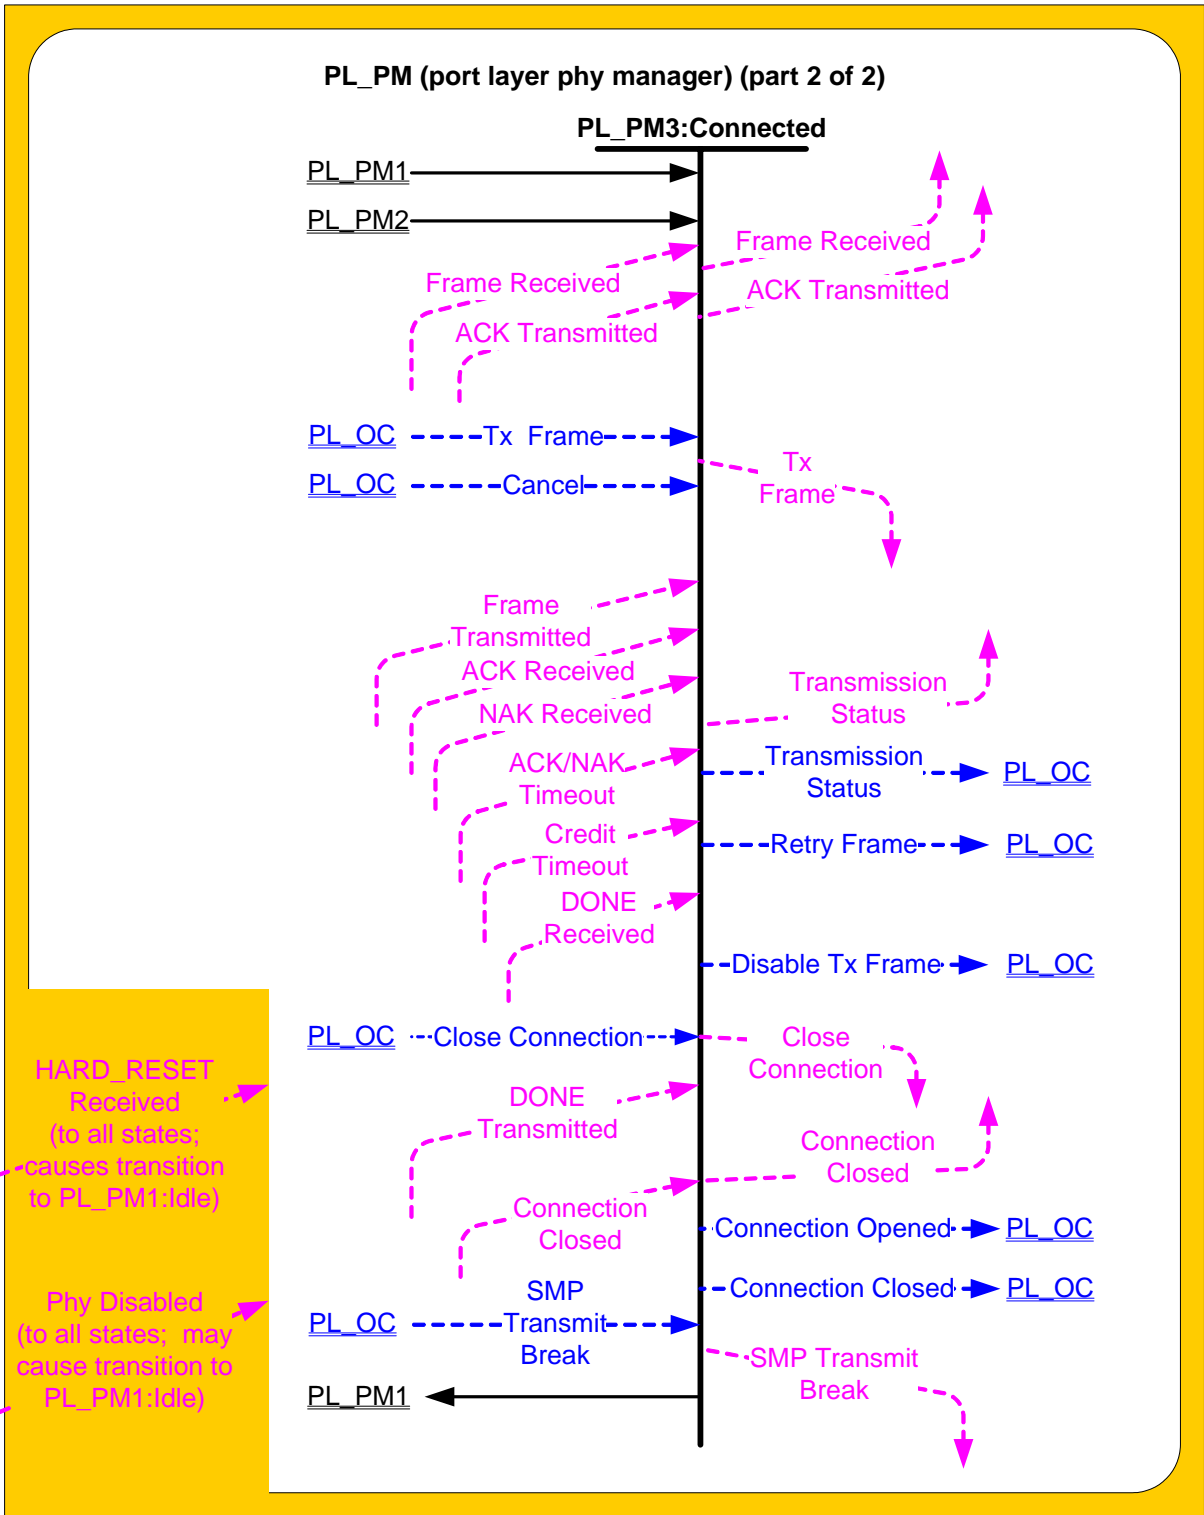 PL_PM (port layer phy manager) (part 2 of 2)
PL_PM3:Connected
PL_PM1
PL_PM2
Frame Received
Frame Received
ACK Transmitted
ACK Transmitted
PL_OC
Tx Frame
Tx
Frame
PL_OC
Cancel
Frame
Transmitted
ACK Received
NAK Received
Transmission
Status
ACK/NAK
Timeout
Transmission
Status
PL_OC
Credit
Timeout
Retry Frame
PL_OC
DONE
Received
Disable Tx Frame
PL_OC
PL_OC
Close Connection
Close
Connection
HARD_RESET
Received
(to all states;
causes transition
to PL_PM1:Idle)
DONE
Transmitted
Connection
Closed
Connection
Closed
Connection Opened
PL_OC
Connection Closed
PL_OC
Phy Disabled
(to all states; may
cause transition to
PL_PM1:Idle)
PL_OC
SMP
Transmit
Break
SMP Transmit
Break
PL_PM1